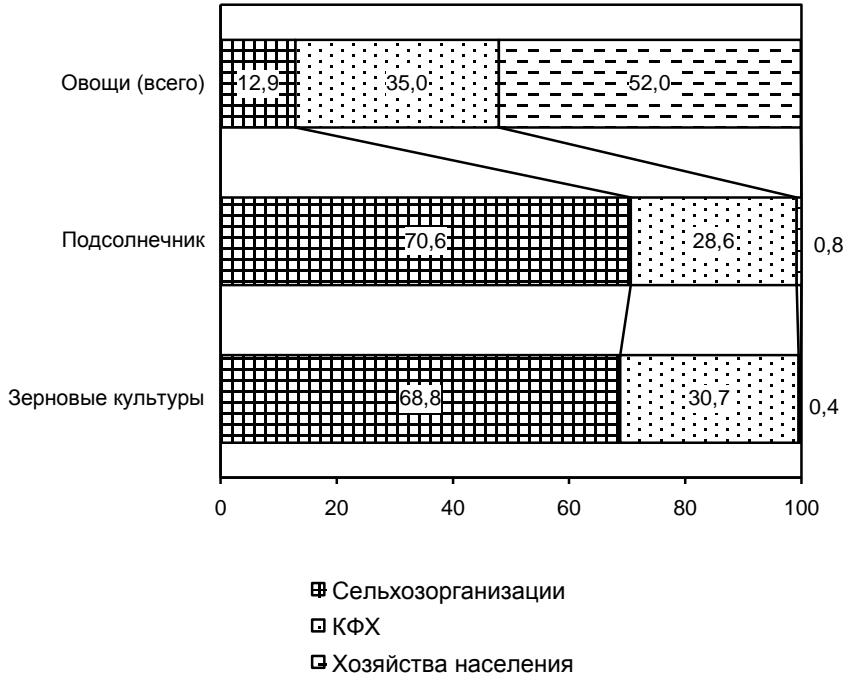 Овощи (всего)
12,9
35,0
52,0
Подсолнечник
70,6
28,6
0,8
Зерновые культуры
68,8
30,7
0,4
0 20 40 60 80 100
Сельхозорганизации
КФХ
Хозяйства населения